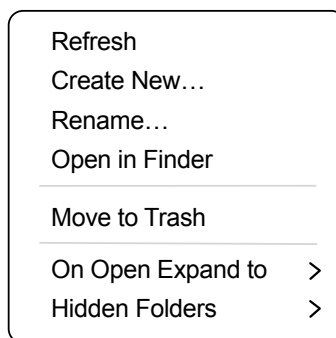 Refresh
Create New…
Rename…
Open in Finder
Move to Trash
On Open Expand to >
Hidden Folders >